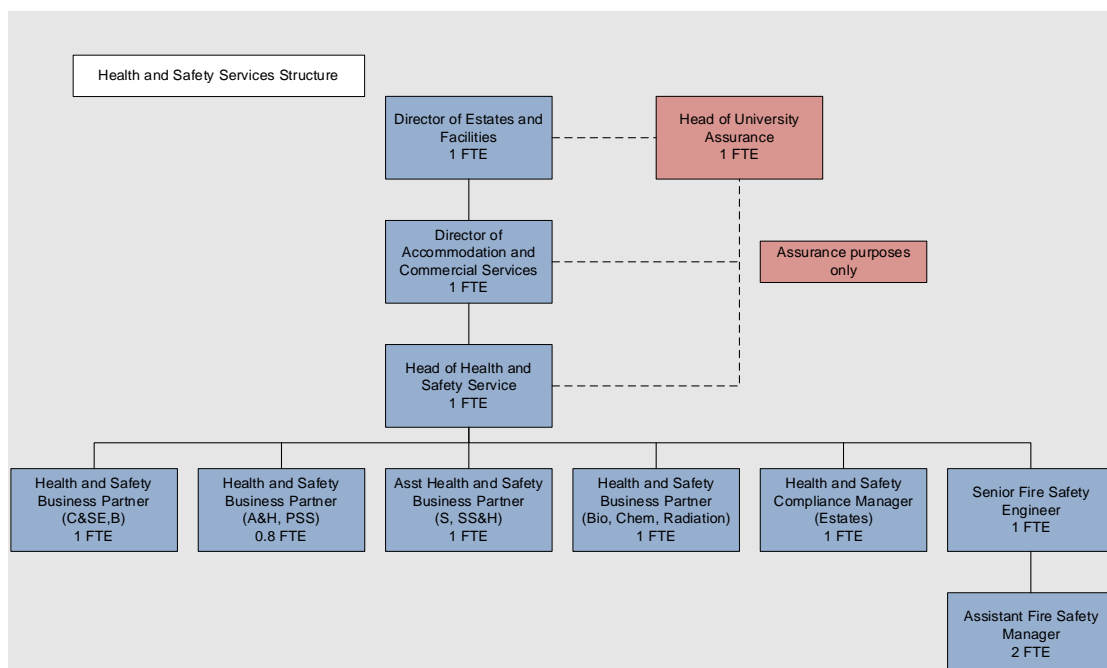 Health and Safety Services Structure
Director of Estates and
Facilities
1 FTE
Head of University
Assurance
1 FTE
Director of
Accommodation and
Commercial Services
1 FTE
Assurance purposes
only
Head of Health and
Safety Service
1 FTE
Health and Safety
Business Partner
(C&SE,B)
1 FTE
Health and Safety
Business Partner
(A&H, PSS)
0.8 FTE
Asst Health and Safety
Business Partner
(S, SS&H)
1 FTE
Health and Safety
Business Partner
(Bio, Chem, Radiation)
1 FTE
Health and Safety
Compliance Manager
(Estates)
1 FTE
Senior Fire Safety
Engineer
1 FTE
Assistant Fire Safety
Manager
2 FTE